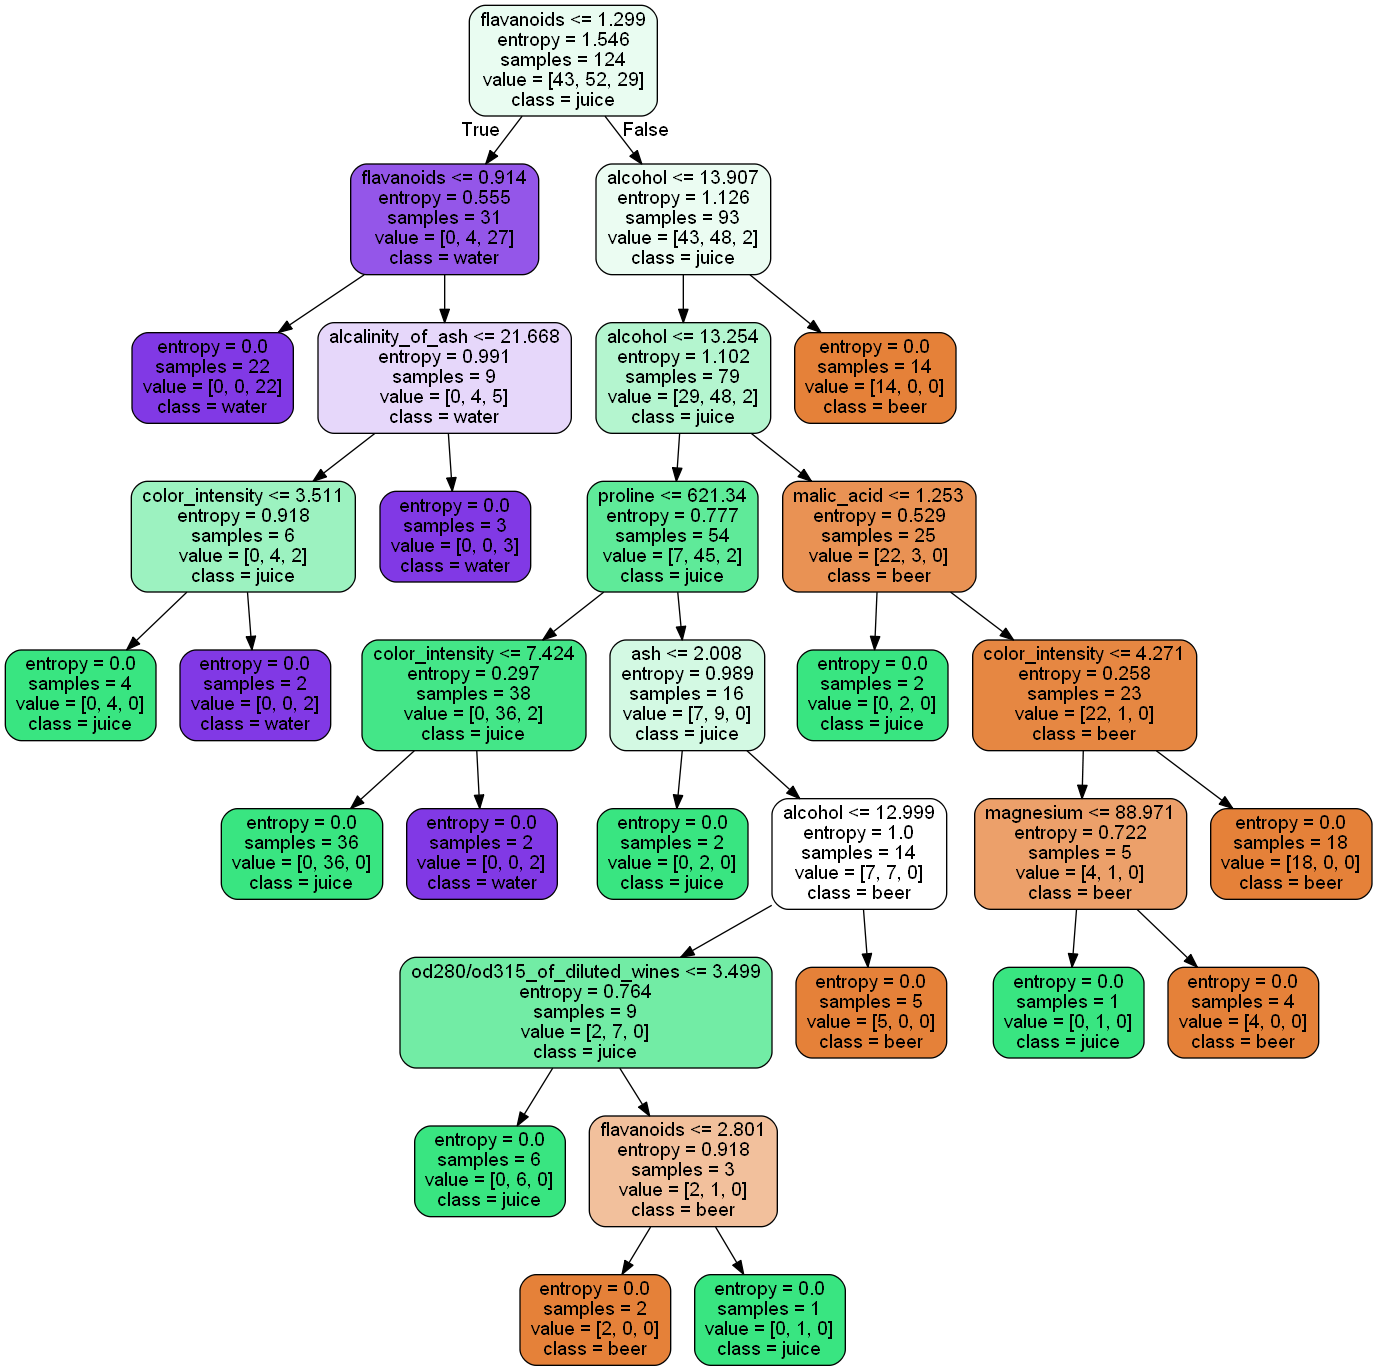 flavanoids <= 1.299
entropy = 1.546
samples = 124
value = [43, 52, 29]
class = juice
True
False
flavanoids <= 0.914
entropy = 0.555
samples = 31
value = [0, 4, 27]
class = water
alcohol <= 13.907
entropy = 1.126
samples = 93
value = [43, 48, 2]
class = juice
entropy = 0.0
samples = 22
value = [0, 0, 22]
class = water
alcalinity_of_ash <= 21.668
entropy = 0.991
samples = 9
value = [0, 4, 5]
class = water
alcohol <= 13.254
entropy = 1.102
samples = 79
value = [29, 48, 2]
class = juice
entropy = 0.0
samples = 14
value = [14, 0, 0]
class = beer
color_intensity <= 3.511
entropy = 0.918
samples = 6
value = [0, 4, 2]
class = juice
entropy = 0.0
samples = 3
value = [0, 0, 3]
class = water
proline <= 621.34
entropy = 0.777
samples = 54
value = [7, 45, 2]
class = juice
malic_acid <= 1.253
entropy = 0.529
samples = 25
value = [22, 3, 0]
class = beer
entropy = 0.0
samples = 4
value = [0, 4, 0]
class = juice
entropy = 0.0
samples = 2
value = [0, 0, 2]
class = water
color_intensity <= 7.424
entropy = 0.297
samples = 38
value = [0, 36, 2]
class = juice
ash <= 2.008
entropy = 0.989
samples = 16
value = [7, 9, 0]
class = juice
entropy = 0.0
samples = 2
value = [0, 2, 0]
class = juice
color_intensity <= 4.271
entropy = 0.258
samples = 23
value = [22, 1, 0]
class = beer
entropy = 0.0
samples = 36
value = [0, 36, 0]
class = juice
entropy = 0.0
samples = 2
value = [0, 0, 2]
class = water
entropy = 0.0
samples = 2
value = [0, 2, 0]
class = juice
alcohol <= 12.999
entropy = 1.0
samples = 14
value = [7, 7, 0]
class = beer
magnesium <= 88.971
entropy = 0.722
samples = 5
value = [4, 1, 0]
class = beer
entropy = 0.0
samples = 18
value = [18, 0, 0]
class = beer
od280/od315_of_diluted_wines <= 3.499
entropy = 0.764
samples = 9
value = [2, 7, 0]
class = juice
entropy = 0.0
samples = 5
value = [5, 0, 0]
class = beer
entropy = 0.0
samples = 1
value = [0, 1, 0]
class = juice
entropy = 0.0
samples = 4
value = [4, 0, 0]
class = beer
entropy = 0.0
samples = 6
value = [0, 6, 0]
class = juice
flavanoids <= 2.801
entropy = 0.918
samples = 3
value = [2, 1, 0]
class = beer
entropy = 0.0
samples = 2
value = [2, 0, 0]
class = beer
entropy = 0.0
samples = 1
value = [0, 1, 0]
class = juice